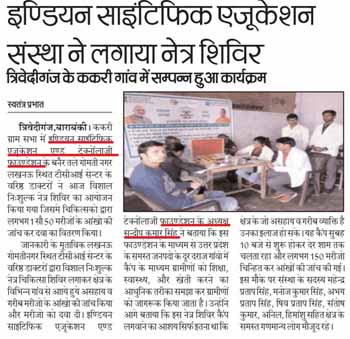 इण्डियन साइंटिफिक एजूकेशन
संस्था ने लगाया नेत्र शिविर
त्रिवेदीगंज के ककरी गांव में सम्पन्न हुआ कार्यक्रम
स्वतंत्र प्रभात
त्रिवेदीगंज,बाराबंकी। ककरी
ग्राम सभा में इण्डियन साइंटिफिक
एजुकेशन एण्ड टेक्नॉलाजी
फाउण्डेशन के बनैर तले गोमती नगर
लखनऊ स्थित टीसीआई सेन्टर के
वरिष्ठ डाक्टरों ने आज विशाल
निःशुल्क नेत्र शिविर का आयोजन
किया गया जिसमे चिकित्सको द्वारा
लगभग 1 सौ 50 मरीजों के आंखो की
जांच कर दवा का वितरण किया।
जानकारी के मुताबिक लखनऊ
गोमतीनगर स्थित टीसीआई सेन्टर के
वरिष्ठ डाक्टरों द्वारा विशाल निःशुल्क
नेत्र चिकित्सा शिविर लगाकर क्षेत्र के
विभिन्न गांव से आये हुय असहाय व
गरीब मरीजो के आंखो की जांच किया
और मरीजो को दवा दी। इण्डियन
साइंटिफिक एजूकेशन एण्ड
टेक्नॉलाजी फाउण्डेशन के अध्यक्ष
सन्दीप कुमार सिंह ने बताया कि इस
फाउण्डेशन के माध्यम से उत्तर प्रदेश
के समस्त जनपदो के दूर दराज गांवो में
कैंप के माध्यम ग्रामीणों को शिक्षा,
स्वास्थ्य, और खेती करने का
आधुनिक तरीका समझा कर ग्रामीणों
को जागरूक किया जाता है। उन्होने
आगे बताया कि इस नेत्र शिविर कैंप
लगवाने का आशय सिर्फ इतना था कि
क्षेत्र के जो असहाय व गरीब व्यक्ति है
उनका इलाज हो सके। यह कैंप सुबह
10 बजे से शुरू होकर देर शाम तक
चलता रहा और लगभग 150 मरीजो
चिन्हित कर आंखों की जांच की गई।
इस मौके पर संस्था के सदस्य महेन्द्र
प्रताप सिंह, मनोज कुमार सिंह, अभय
प्रताप सिंह, शिव प्रताप सिंह, संतोष
कुमार, अनिल, हिमांशु सहित क्षेत्र के
समस्त गणमान्य लोग मौजूद रहे।